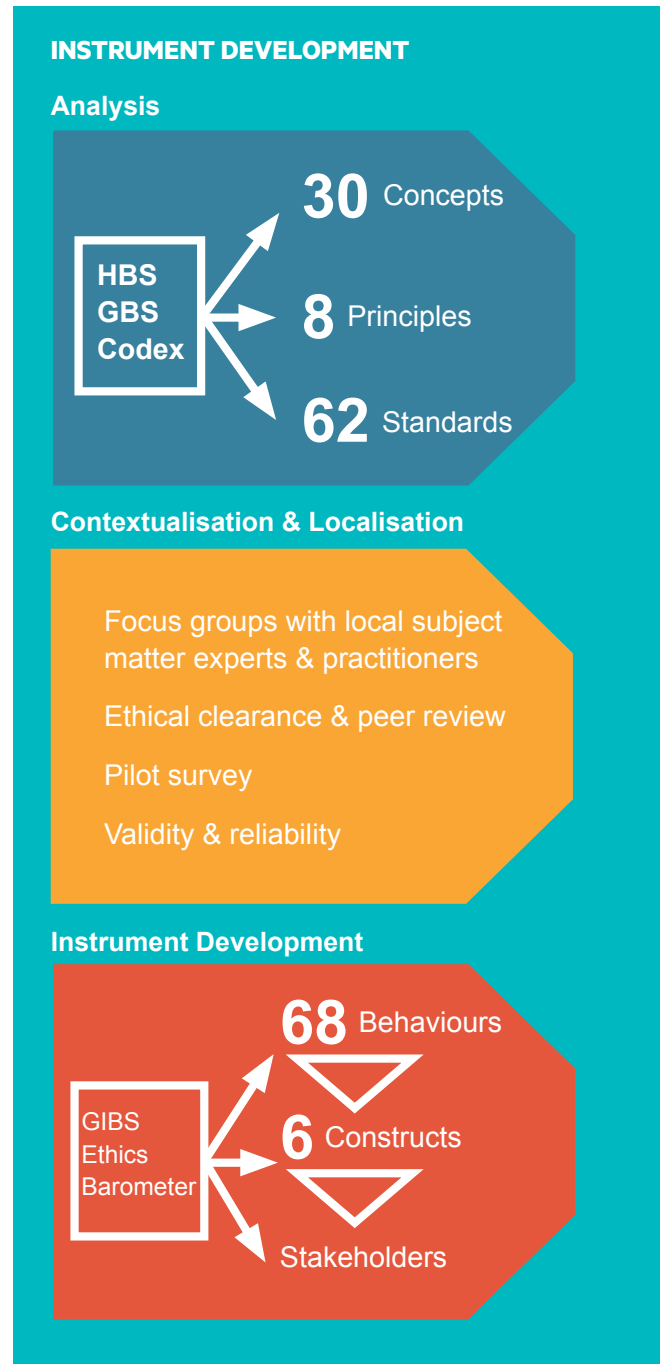 INSTRUMENT DEVELOPMENT
Analysis
HBS
GBS
Codex
30 Concepts
8 Principles
62 Standards
Contextualisation & Localisation
Focus groups with local subject
matter experts & practitioners
Ethical clearance & peer review
Pilot survey
Validity & reliability
Instrument Development
GIBS
Ethics
Barometer
68 Behaviours
6 Constructs
Stakeholders